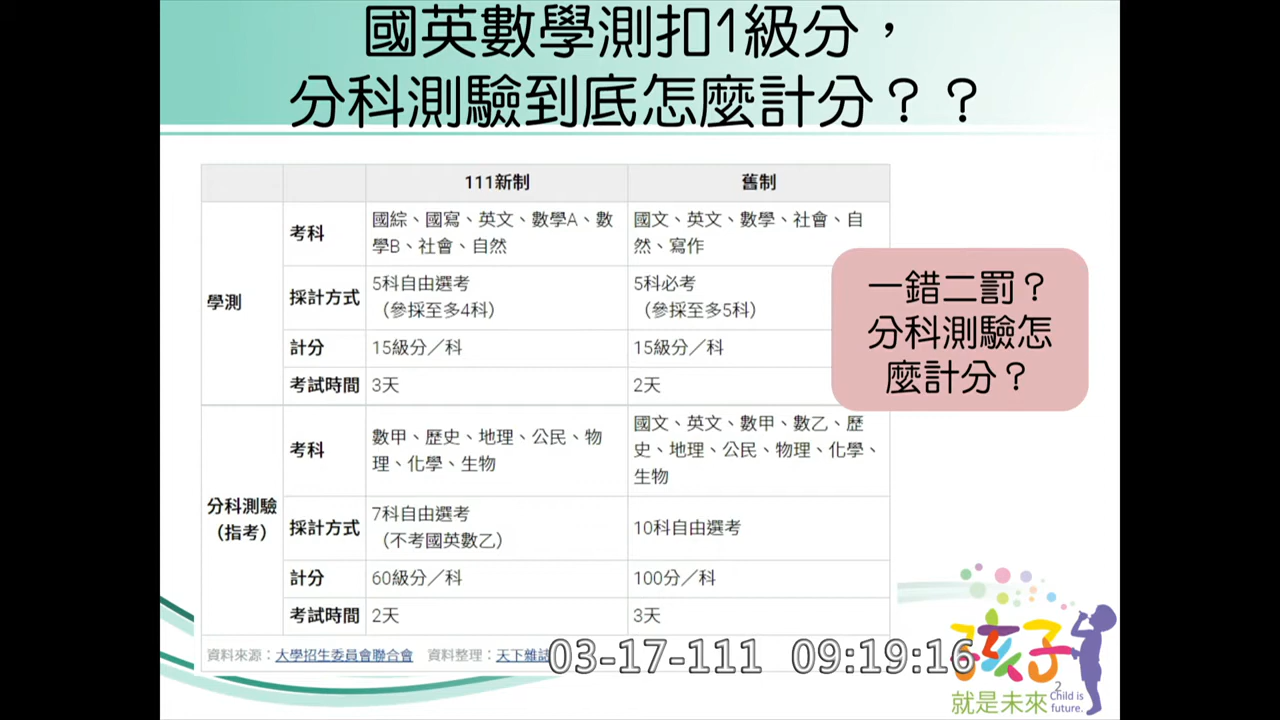 國英數學測扣1級分，
分科測驗到底怎麼計分？？
111新制
舊制
學測
考科
國綜、國寫、英文、數學A、數
學B、社會、自然
國文、英文、數學、社會、自
然、寫作
採計方式
5科自由選考
（參採至多4科）
5科必考
（參採至多5科）
計分
15級分／科
15級分／科
考試時間
3天
2天
一錯二罰？
分科測驗怎
麼計分？
分科測驗
（指考）
考科
數甲、歷史、地理、公民、物
理、化學、生物
國文、英文、數甲、數乙、歷
史、地理、公民、物理、化學、
生物
採計方式
7科自由選考
（不考國英數乙）
10科自由選考
計分
60級分／科
100分／科
考試時間
2天
3天
資料來源：大學招生委員會聯合會 資料整理：天下雜誌
03-17-111 09:19:16
孩子
就是未來
Child is
future.
2